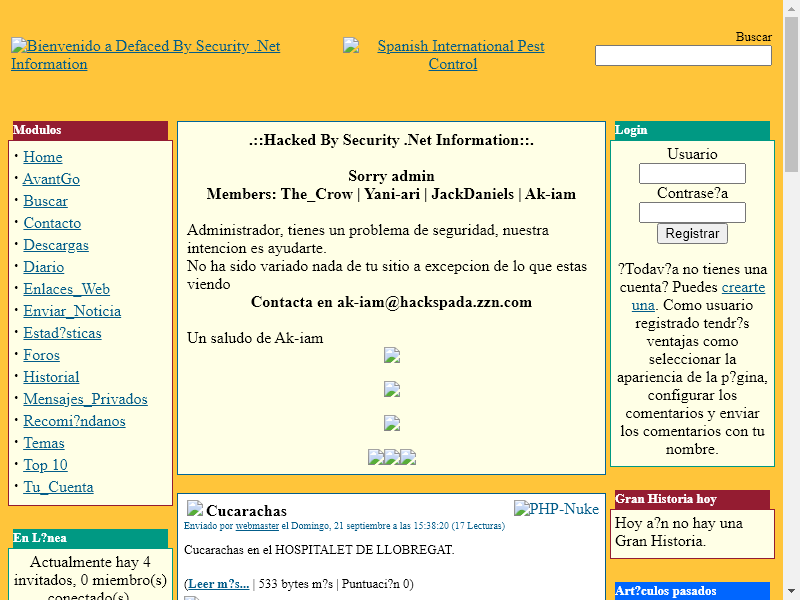 Bienvenido a Defaced By Security .Net
Information
Spanish International Pest
Control
Buscar
Modulos
· Home
· AvantGo
· Buscar
· Contacto
· Descargas
· Diario
· Enlaces_Web
· Enviar_Noticia
· Estad?sticas
· Foros
· Historial
· Mensajes_Privados
· Recomi?ndanos
· Temas
· Top 10
· Tu_Cuenta
En L?nea
Actualmente hay 4
invitados, 0 miembro(s)
conectado(s)
.::Hacked By Security .Net Information::.
Sorry admin
Members: The_Crow | Yani-ari | JackDaniels | Ak-iam
Administrador, tienes un problema de seguridad, nuestra
intencion es ayudarte.
No ha sido variado nada de tu sitio a excepcion de lo que estas
viendo
Contacta en ak-iam@hackspada.zzn.com
Un saludo de Ak-iam
Cucarachas
PHP-Nuke
Enviado por webmaster el Domingo, 21 septiembre a las 15:38:20 (17 Lecturas)
Cucarachas en el HOSPITALET DE LLOBREGAT.
(Leer m?s... | 533 bytes m?s | Puntuaci?n 0)
Login
Usuario
Contrase?a
Registrar
?Todav?a no tienes una
cuenta? Puedes crearte
una. Como usuario
registrado tendr?s
ventajas como
seleccionar la
apariencia de la p?gina,
configurar los
comentarios y enviar
los comentarios con tu
nombre.
Gran Historia hoy
Hoy a?n no hay una
Gran Historia.
Art?culos pasados